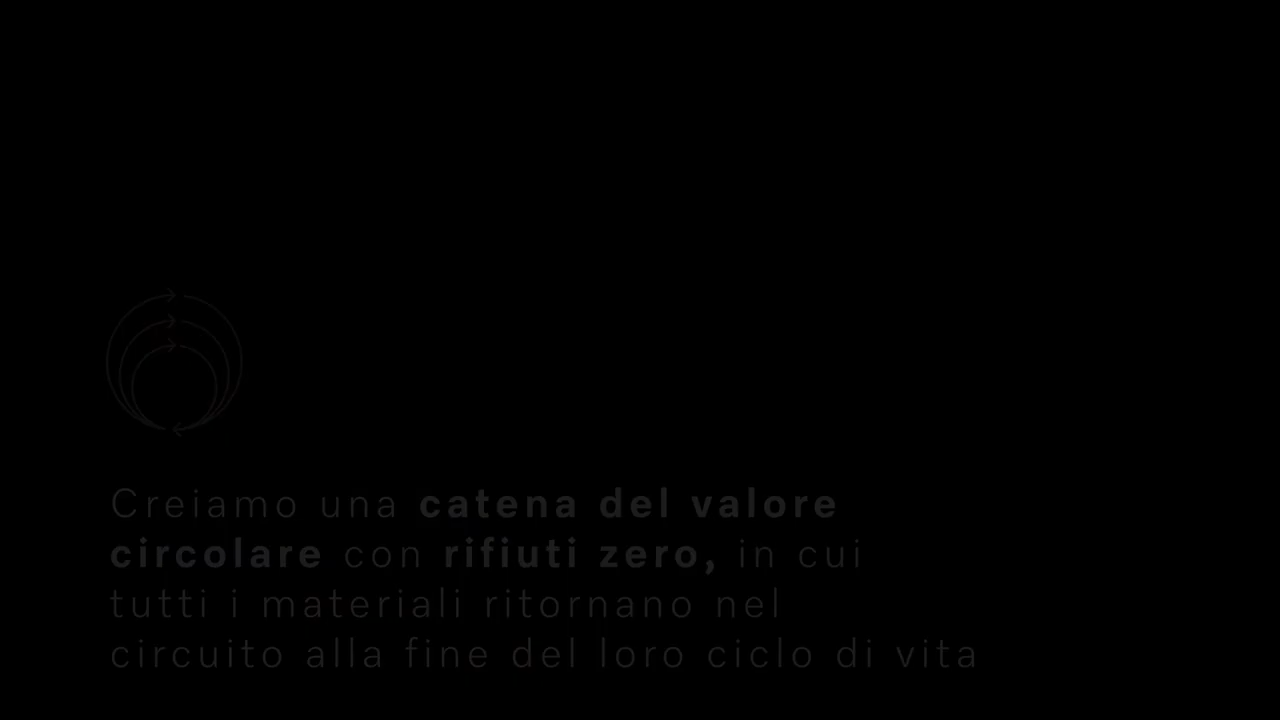 Creiamo una catena del valore
circolare con rifiuti zero, in cui
tutti i materiali ritornano nel
circuito alla fine del loro ciclo di vita